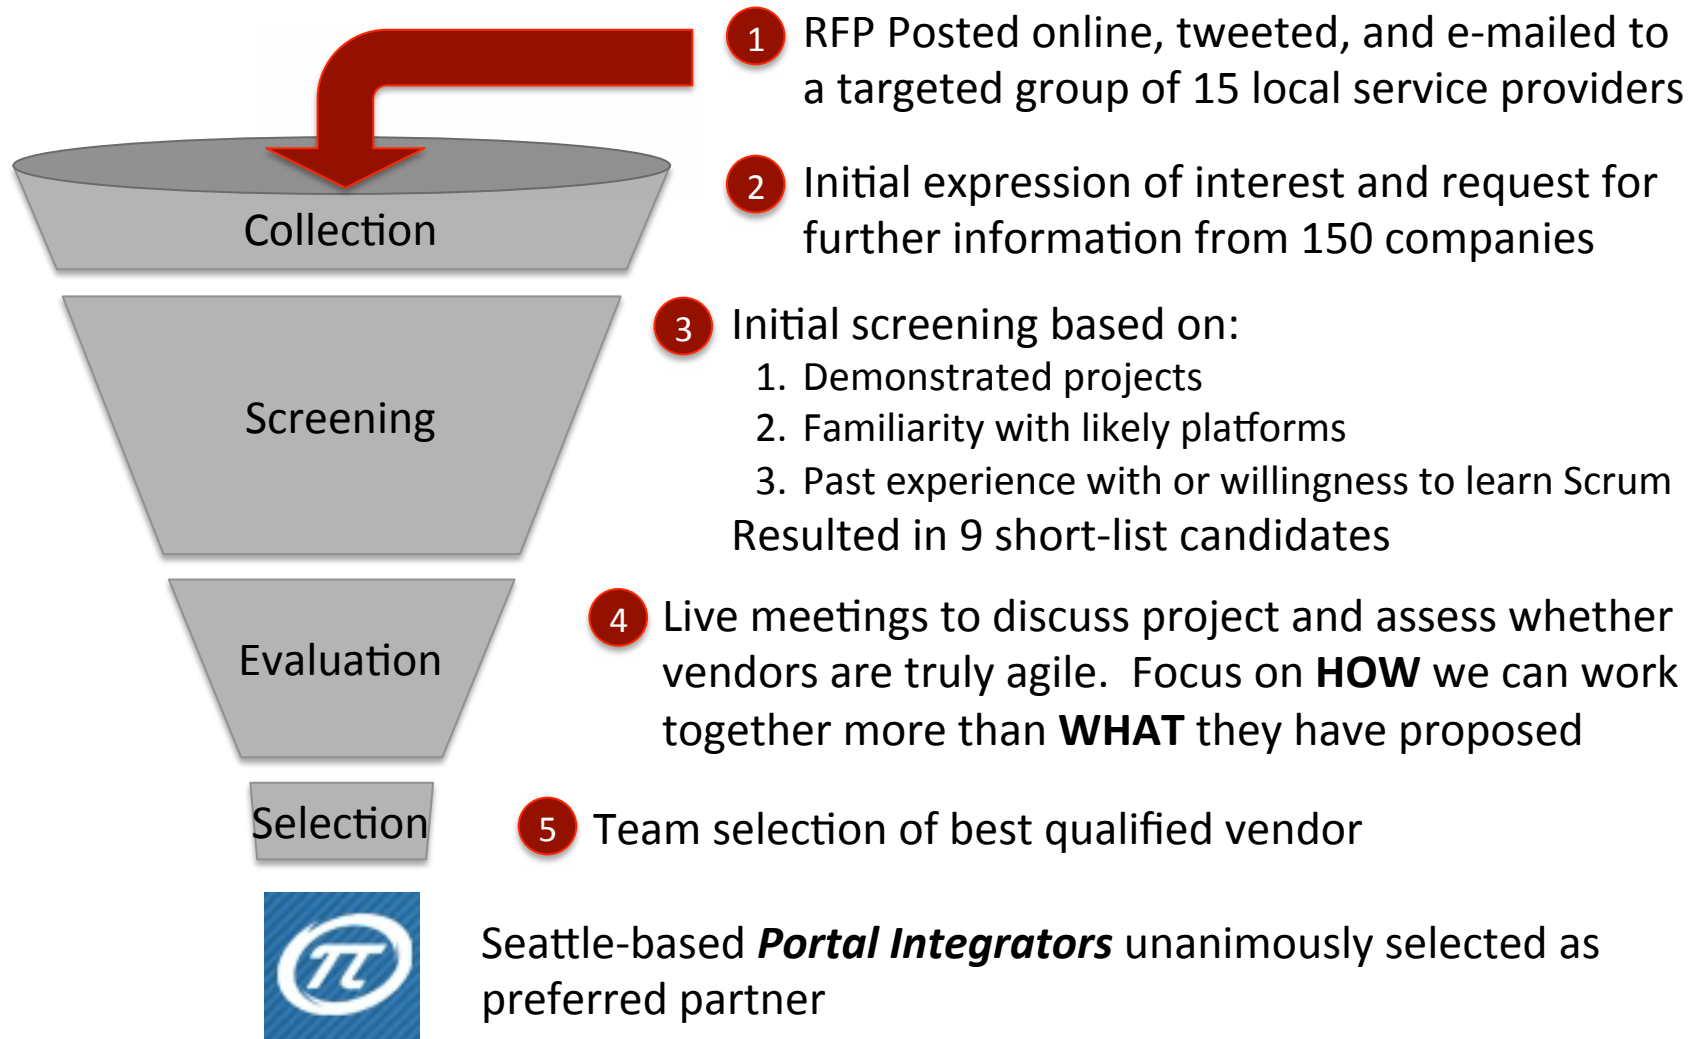 1 RFP Posted online, tweeted, and e-mailed to
a targeted group of 15 local service providers
Collection
2 Initial expression of interest and request for
further information from 150 companies
Screening
3 Initial screening based on:
1. Demonstrated projects
2. Familiarity with likely platforms
3. Past experience with or willingness to learn Scrum
Resulted in 9 short-list candidates
Evaluation
4 Live meetings to discuss project and assess whether
vendors are truly agile.  Focus on HOW we can work
together more than WHAT they have proposed
Selection
5 Team selection of best qualified vendor
π
Seattle-based Portal Integrators unanimously selected as
preferred partner